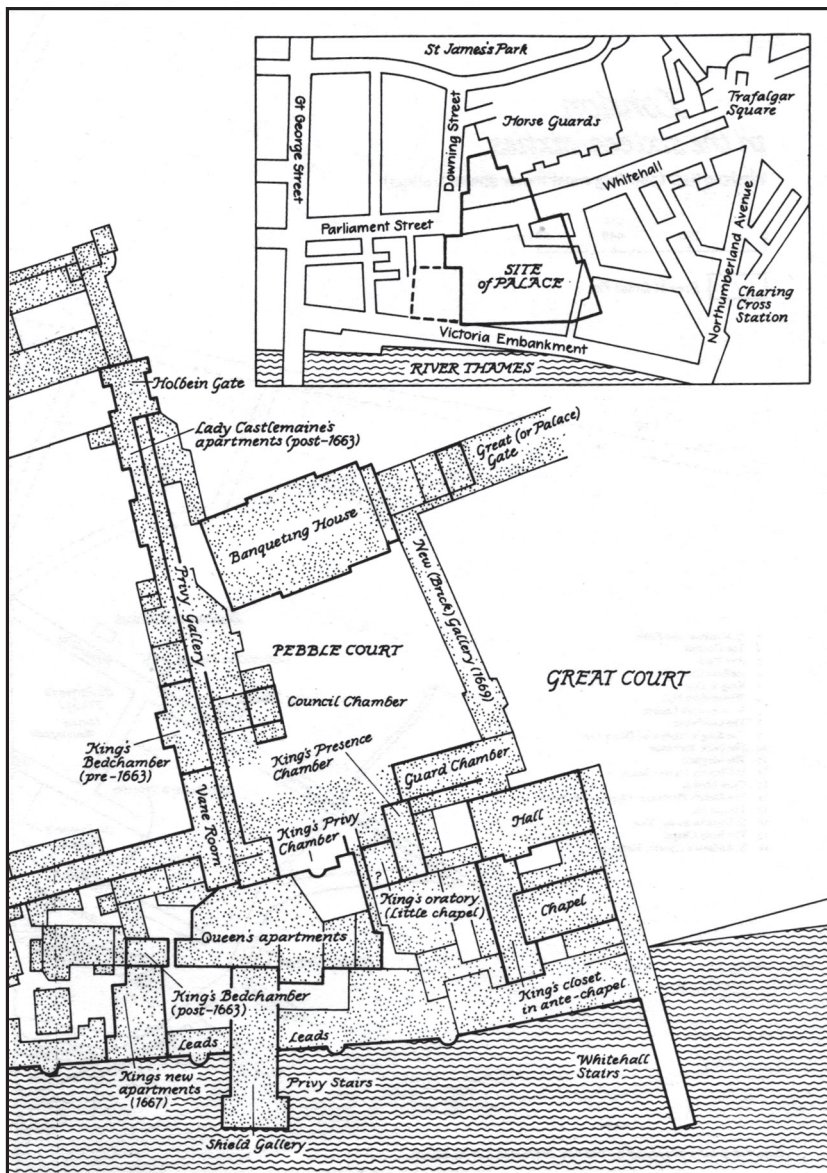 St James's Park
Gt George Street
Downing Street
Horse Guards
Trafalgar
Square
Whitehall
Parliament Street
Northumberland Avenue
SITE
of PALACE
Charing
Cross
Station
Victoria Embankment
RIVER THAMES
Holbein Gate
Lady Castlemaine's
apartments (post-1663)
Great (or Palace)
Gate
Banqueting House
Privy Gallery
New (Brick) Gallery (1669)
PEBBLE COURT
GREAT COURT
Council Chamber
King's
Bedchamber
(pre-1663)
King's Presence
Chamber
Guard Chamber
Vane Room
King's Privy
Chamber
Hall
?
King's oratory
(Little chapel)
Chapel
Queen's apartments
King's Bedchamber
(post-1663)
King's closet
in ante-chapel
Leads
Leads
Kings new
apartments
(1667)
Privy Stairs
Whitehall
Stairs
Shield Gallery